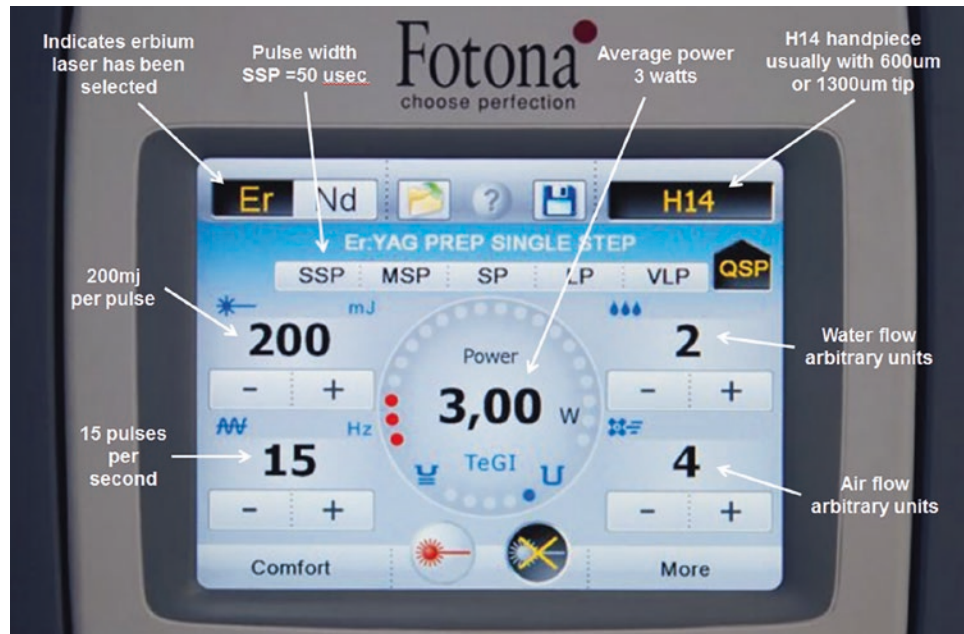 Indicates erbium
laser has been
selected
Pulse width
SSP =50 usec
Fotona
choose perfection
Average power
3 watts
H14 handpiece
usually with 600um
or 1300um tip
Er Nd ? H14
Er:YAG PREP SINGLE STEP
SSP MSP SP LP VLP QSP
200mj
per pulse
mJ
200
- +
Power
3,00 W
TeGI
2
- +
Water flow
arbitrary units
15 pulses
per
second
Hz
15
- +
4
- +
Air flow
arbitrary units
Comfort
More